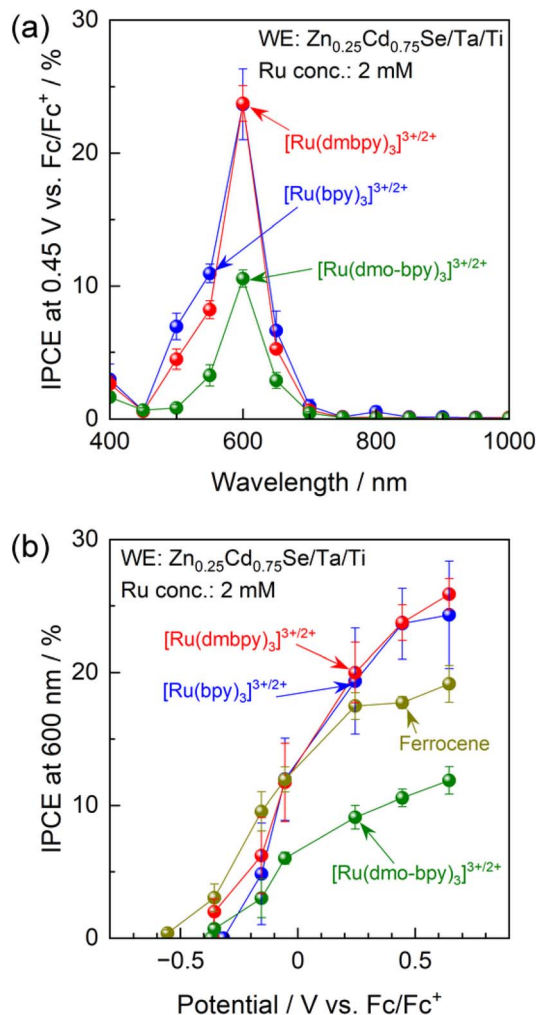 (a)
30
20
10
0
IPCE at 0.45 V vs. Fc/Fc⁺ / %
WE: Zn₀.₂₅Cd₀.₇₅Se/Ta/Ti
Ru conc.: 2 mM
[Ru(dmbpy)₃]³⁺/²⁺
[Ru(bpy)₃]³⁺/²⁺
[Ru(dmo-bpy)₃]³⁺/²⁺
400 600 800 1000
Wavelength / nm
(b)
30
20
10
0
IPCE at 600 nm / %
WE: Zn₀.₂₅Cd₀.₇₅Se/Ta/Ti
Ru conc.: 2 mM
[Ru(dmbpy)₃]³⁺/²⁺
[Ru(bpy)₃]³⁺/²⁺
Ferrocene
[Ru(dmo-bpy)₃]³⁺/²⁺
−0.5 0 0.5
Potential / V vs. Fc/Fc⁺